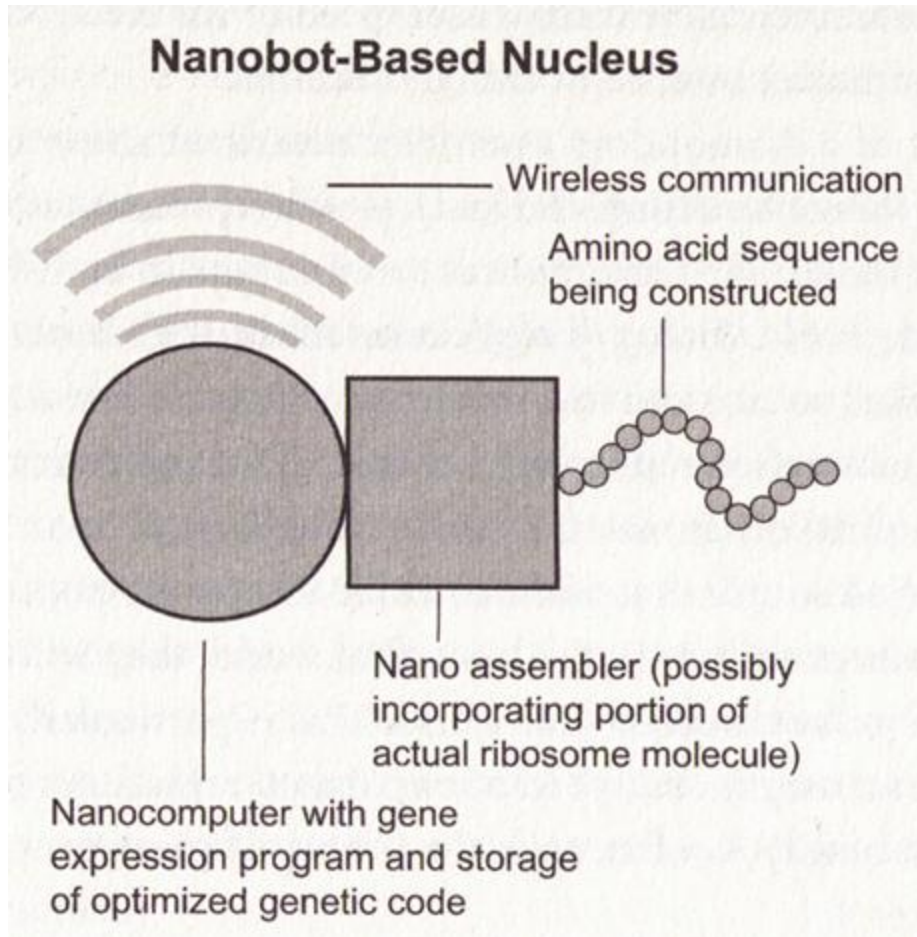 Nanobot-Based Nucleus
Wireless communication
Amino acid sequence
being constructed
Nano assembler (possibly
incorporating portion of
actual ribosome molecule)
Nanocomputer with gene
expression program and storage
of optimized genetic code